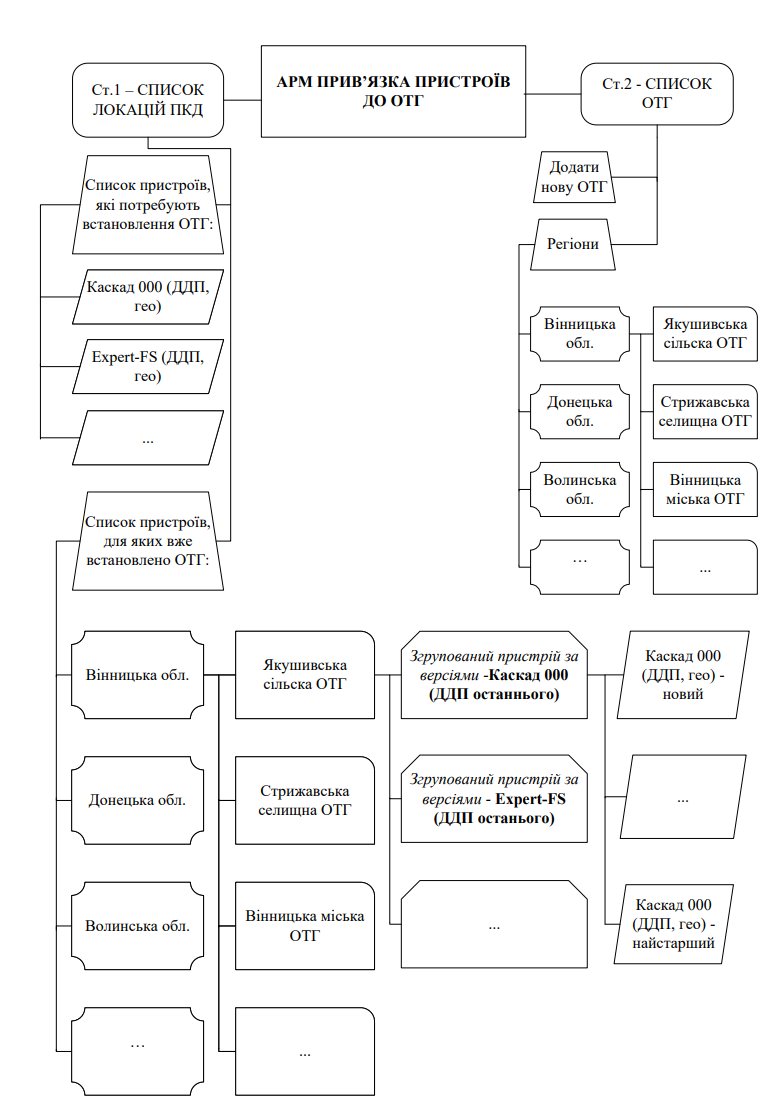 АРМ ПРИВ’ЯЗКА ПРИСТРОЇВ
ДО ОТГ
Ст.1 – СПИСОК
ЛОКАЦІЙ ПКД
Список пристроїв,
які потребують
встановлення ОТГ:
Каскад 000 (ДДП,
гео)
Expert-FS (ДДП,
гео)
...
Список пристроїв,
для яких вже
встановлено ОТГ:
Ст.2 - СПИСОК
ОТГ
Додати
нову ОТГ
Регіони
Вінницька
обл.
Якушивська
сільска ОТГ
Донецька
обл.
Стрижавська
селищна ОТГ
Волинська
обл.
Вінницька
міська ОТГ
…
...
Вінницька обл.
Якушивська
сільска ОТГ
Згрупований пристрій за
версіями -Каскад 000
(ДДП останнього)
Каскад 000
(ДДП, гео) -
новий
Донецька обл.
Стрижавська
селищна ОТГ
Згрупований пристрій за
версіями - Expert-FS
(ДДП останього)
...
Волинська обл.
Вінницька міська
ОТГ
...
Каскад 000
(ДДП, гео) -
найстарший
…
...